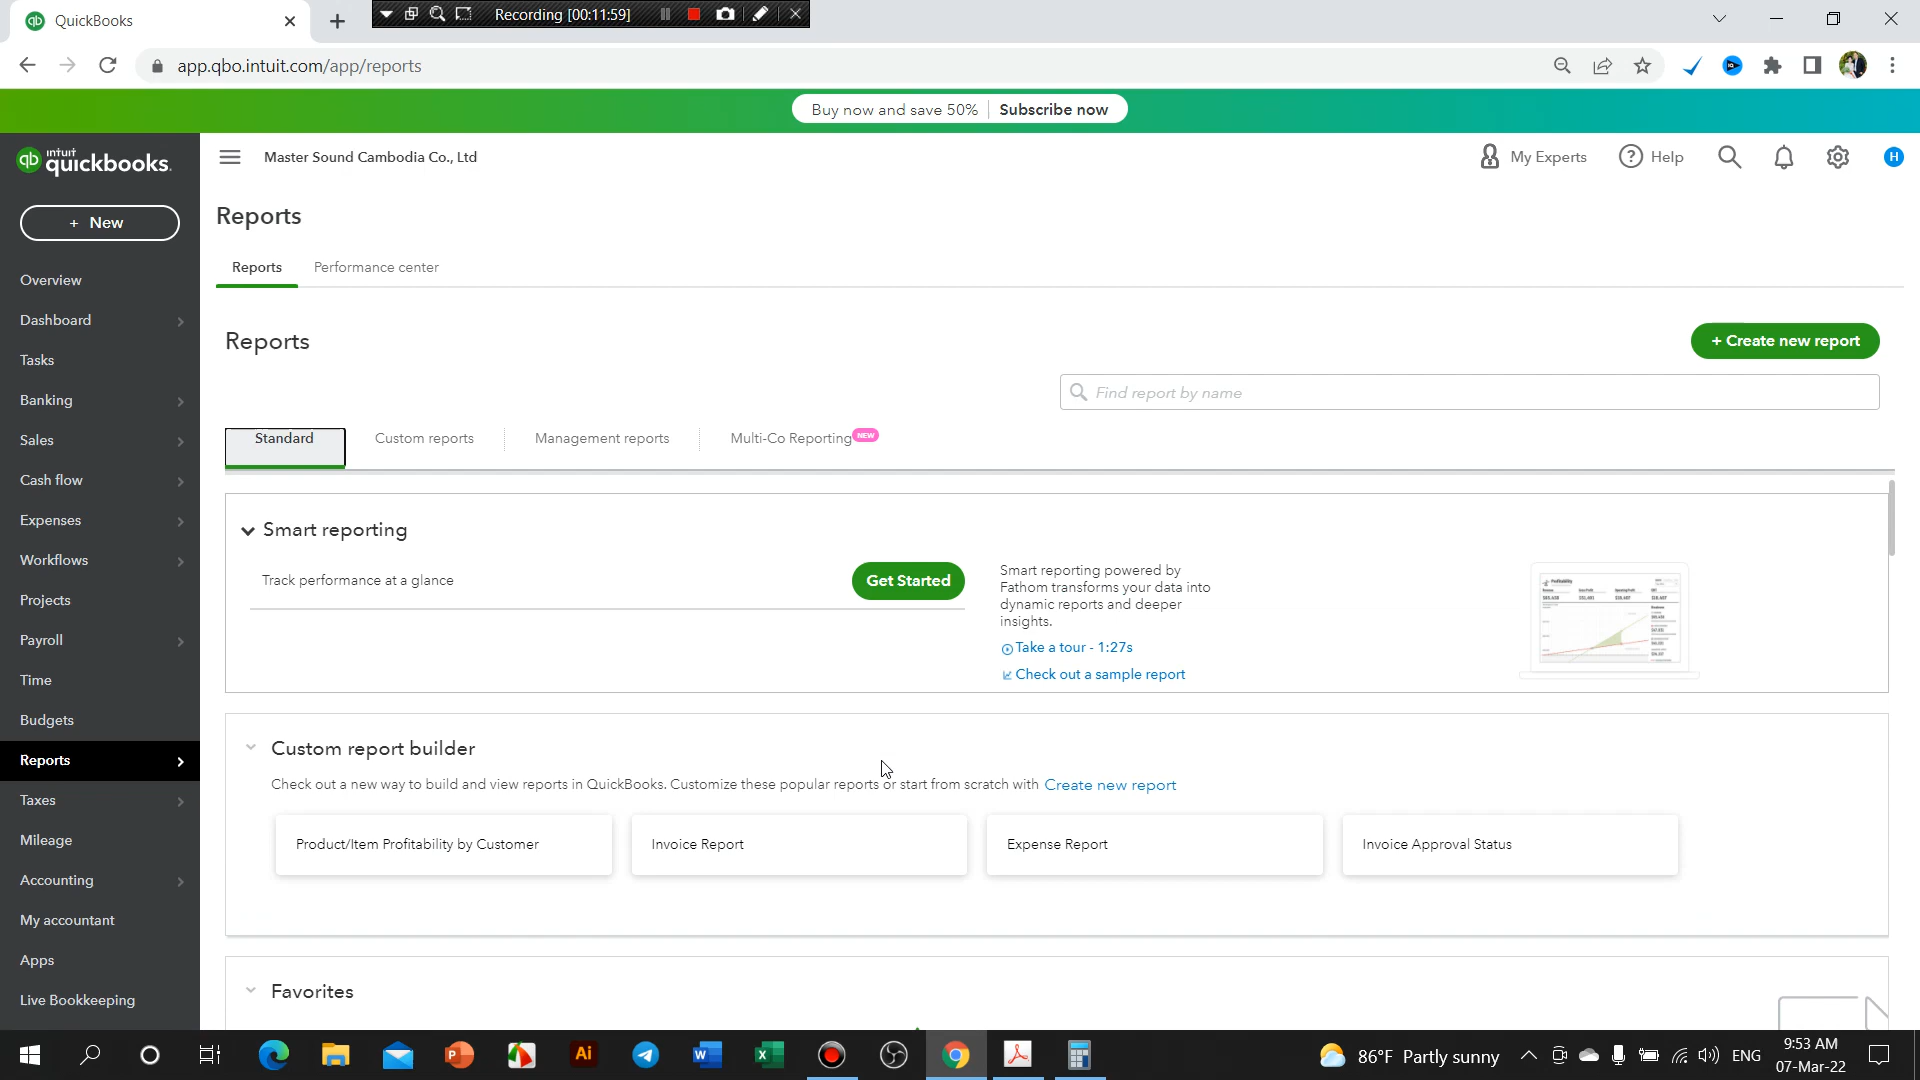 QuickBooks
Recording [00:11:59]
app.qbo.intuit.com/app/reports
Buy now and save 50% Subscribe now
intuit
quickbooks.
Master Sound Cambodia Co., Ltd
My Experts
Help
H
+ New
Reports
Reports
Performance center
Overview
Dashboard
Tasks
Banking
Sales
Cash flow
Expenses
Workflows
Projects
Payroll
Time
Budgets
Reports
Taxes
Mileage
Accounting
My accountant
Apps
Live Bookkeeping
Reports
+ Create new report
Find report by name
Standard
Custom reports
Management reports
Multi-Co Reporting NEW
Smart reporting
Track performance at a glance
Get Started
Smart reporting powered by
Fathom transforms your data into
dynamic reports and deeper
insights.
Take a tour - 1:27s
Check out a sample report
Profitability
Custom report builder
Check out a new way to build and view reports in QuickBooks. Customize these popular reports or start from scratch with Create new report
Product/Item Profitability by Customer
Invoice Report
Expense Report
Invoice Approval Status
Favorites
86°F Partly sunny
ENG
9:53 AM
07-Mar-22